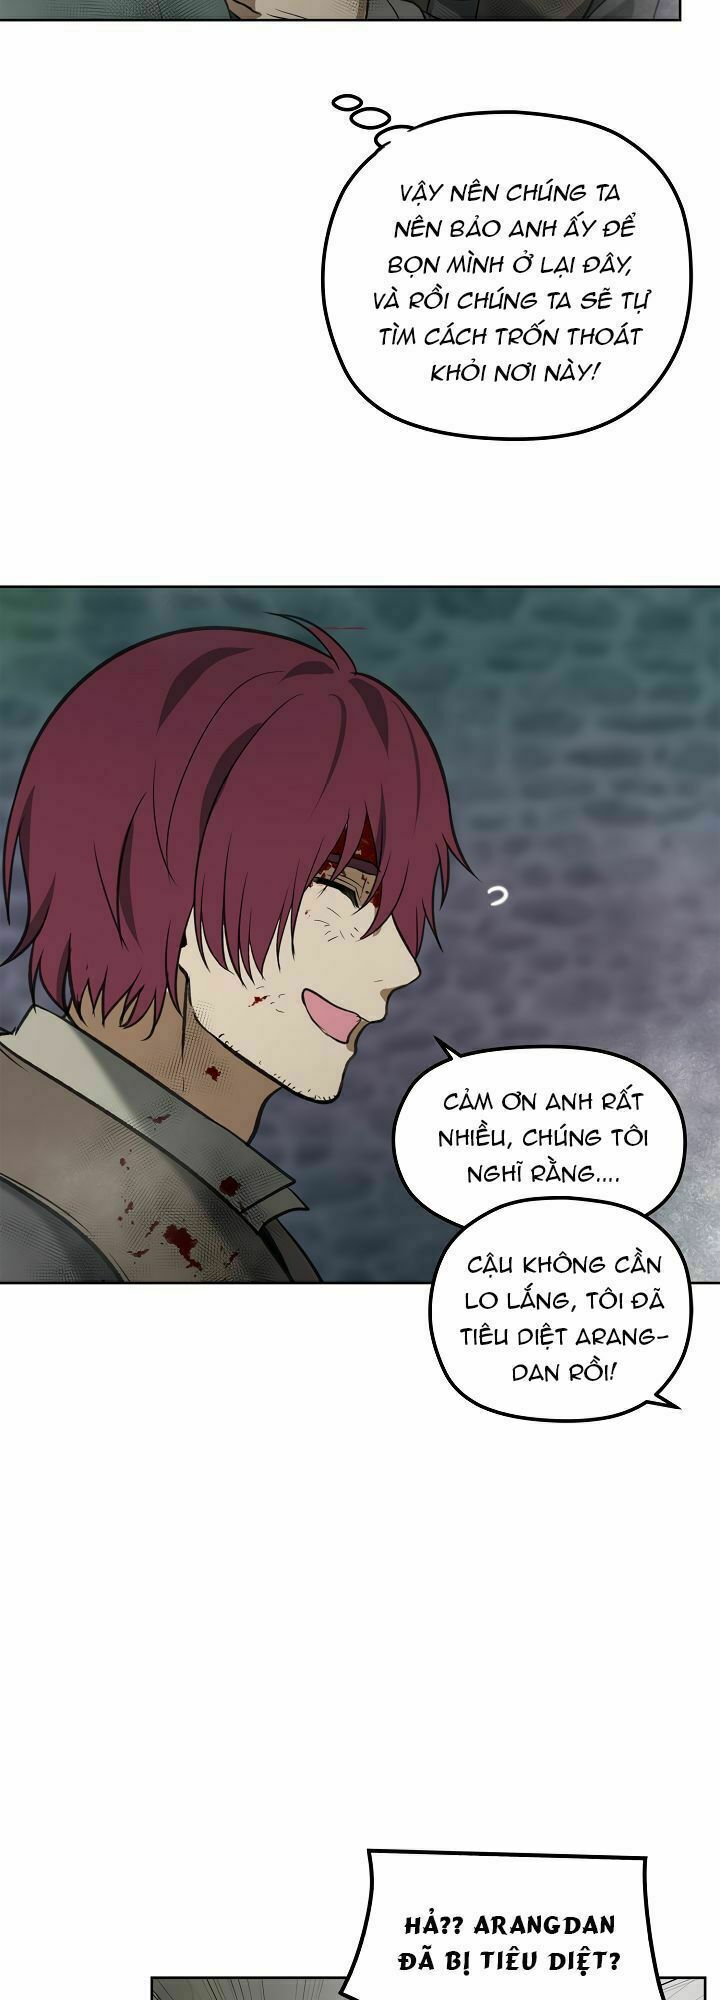 VẬY NÊN CHÚNG TA
NÊN BẢO ANH ẤY ĐỂ
BỌN MÌNH Ở LẠI ĐÂY,
VÀ RỒI CHÚNG TA SẼ TỰ
TÌM CÁCH TRỐN THOÁT
KHỎI NƠI NÀY!
CẢM ƠN ANH RẤT
NHIỀU, CHÚNG TÔI
NGHĨ RẰNG....
CẬU KHÔNG CẦN
LO LẮNG, TÔI ĐÃ
TIÊU DIỆT ARANG-
DAN RỒI!
HẢ?? ARANGDAN
ĐÃ BỊ TIÊU DIỆT?